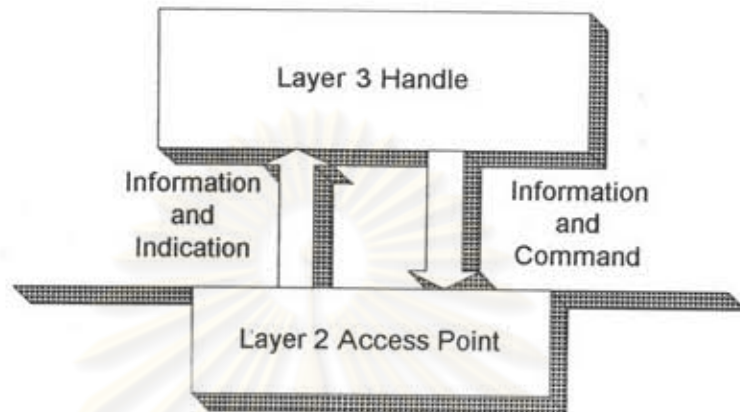 Layer 3 Handle
Information
and
Indication
Information
and
Command
Layer 2 Access Point